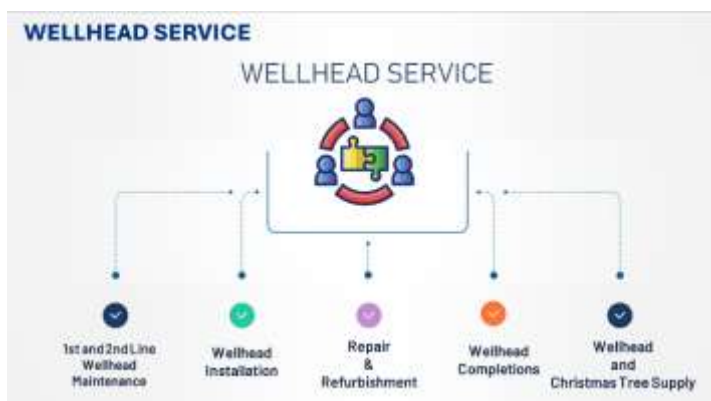 WELLHEAD SERVICE
WELLHEAD SERVICE
1st and 2nd Line
Wellhead
Maintenance
Wellhead
Installation
Repair
&
Refurbishment
Wellhead
Completions
Wellhead
and
Christmas Tree Supply